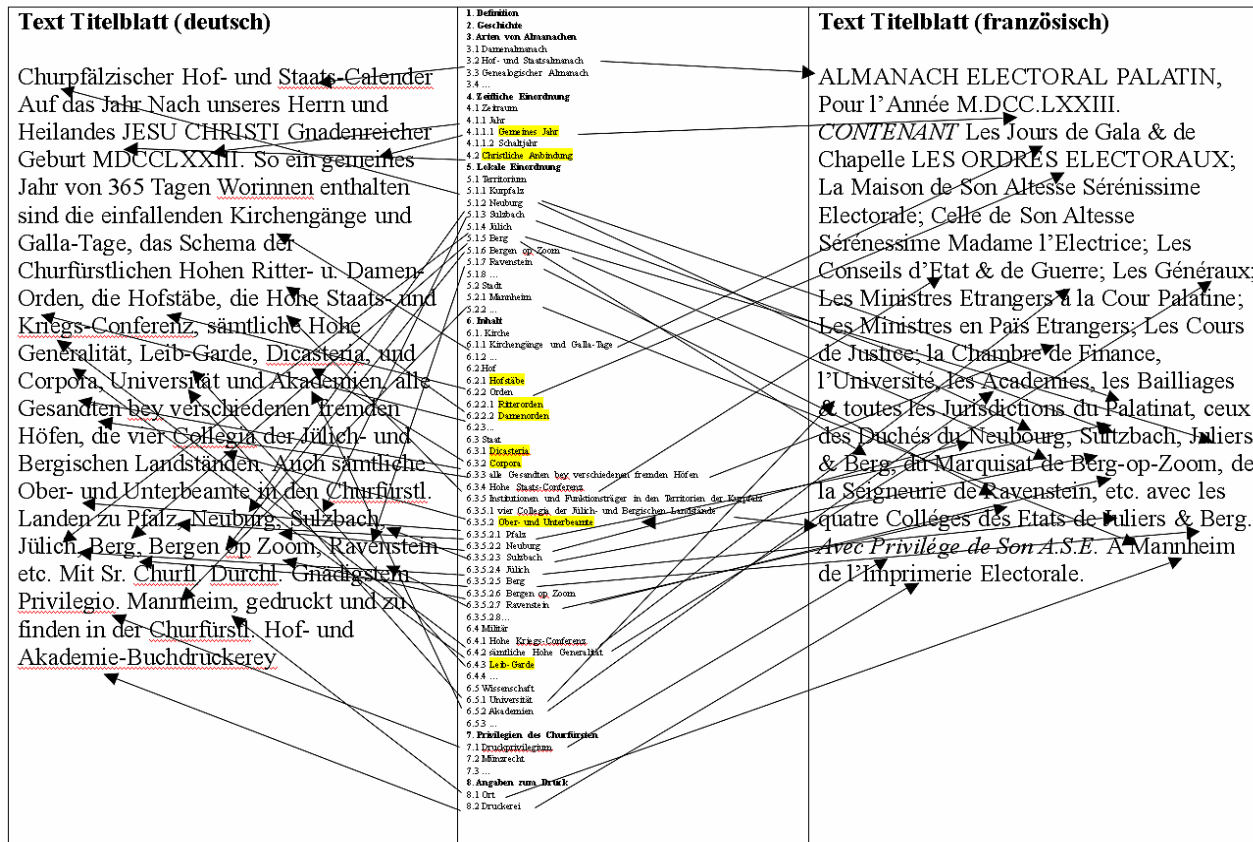 Text Titelblatt (deutsch)
Churpfälzischer Hof- und Staats-Calender
Auf das Jahr Nach unseres Herrn und
Heilandes JESU CHRISTI Gnadenreicher
Geburt MDCCLXXIII. So ein gemeines
Jahr von 365 Tagen Worinnen enthalten
sind die einfallenden Kirchengänge und
Galla-Tage, das Schema der
Churfürstlichen Hohen Ritter- u. Damen-
Orden, die Hofstäbe, die Hohe Staats- und
Kriegs-Conferenz, sämtliche Hohe
Generalität, Leib-Garde, Dicasteria, und
Corpora, Universität und Akademien, alle
Gesandten bey verschiedenen fremden
Höfen, die vier Collegia der Jülich- und
Bergischen Landständen. Auch sämtliche
Ober- und Unterbeamte in den Churfürstl.
Landen zu Pfalz, Neuburg, Sulzbach,
Jülich, Berg, Bergen op Zoom, Ravenstein
etc. Mit Sr. Churfl. Durchl. Gnädigstem
Privilegio. Mannheim, gedruckt und zu
finden in der Churfürstl. Hof- und
Akademie-Buchdruckerey
1. Definition
2. Geschichte
3. Arten von Almanachen
3.1 Damenalmanach
3.2 Hof- und Staatsalmanach
3.3 Genealogischer Almanach
3.4 ...
4. Zeitliche Einordnung
4.1 Zeitraum
4.1.1 Jahr
4.1.1.1 Gemeines Jahr
4.1.1.2 Schaltjahr
4.2 Christliche Anbindung
5. Lokale Einordnung
5.1 Territorium
5.1.1 Kurpfalz
5.1.2 Neuburg
5.1.3 Sulzbach
5.1.4 Jülich
5.1.5 Berg
5.1.6 Bergen op Zoom
5.1.7 Ravenstein
5.1.8 ...
5.2 Stadt
5.2.1 Mannheim
5.2.2 ...
6. Inhalt
6.1. Kirche
6.1.1 Kirchengänge und Galla-Tage
6.1.2 ...
6.2 Hof
6.2.1 Hofstäbe
6.2.2 Orden
6.2.2.1 Ritterorden
6.2.2.2 Damenorden
6.2.3 ...
6.3 Staat
6.3.1 Dicasteria
6.3.2 Corpora
6.3.3 alle Gesandten bey verschiedenen fremden Höfen
6.3.4 Hohe Staats-Conferenz
6.3.5 Institutionen und Funktionsträger in den Territorien der Kurpfalz
6.3.5.1 vier Collegia der Jülich- und Bergischen Landstände
6.3.5.2 Ober- und Unterbeamte
6.3.5.2.1 Pfalz
6.3.5.2.2 Neuburg
6.3.5.2.3 Sulzbach
6.3.5.2.4 Jülich
6.3.5.2.5 Berg
6.3.5.2.6 Bergen op Zoom
6.3.5.2.7 Ravenstein
6.3.5.2.8 ...
6.4 Militär
6.4.1 Hohe Kriegs-Conferenz
6.4.2 sämtliche Hohe Generalität
6.4.3 Leib-Garde
6.4.4 ...
6.5 Wissenschaft
6.5.1 Universität
6.5.2 Akademien
6.5.3 ...
7. Privilegien des Churfürsten
7.1 Druckprivilegium
7.2 Münzrecht
7.3 ...
8. Angaben zum Druck
8.1 Ort
8.2 Druckerei
Text Titelblatt (französisch)
ALMANACH ELECTORAL PALATIN,
Pour l'Année M.DCC.LXXIII.
CONTENANT Les Jours de Gala & de
Chapelle LES ORDRES ELECTORAUX;
La Maison de Son Altesse Sérénissime
Electorale; Celle de Son Altesse
Sérénessime Madame l'Electrice; Les
Conseils d'Etat & de Guerre; Les Généraux;
Les Ministres Etrangers à la Cour Palatine;
Les Ministres en Païs Etrangers; Les Cours
de Justice; la Chambre de Finance,
l'Université, les Academies, les Bailliages
& toutes les Jurisdictions du Palatinat, ceux
des Duchés du Neubourg, Sultzbach, Juliers
& Berg, du Marquisat de Berg-op-Zoom, de
la Seigneurie de Ravenstein, etc. avec les
quatre Colléges des Etats de Juliers & Berg.
Avec Privilége de Son A.S.E. A Mannheim
de l'Imprimerie Electorale.